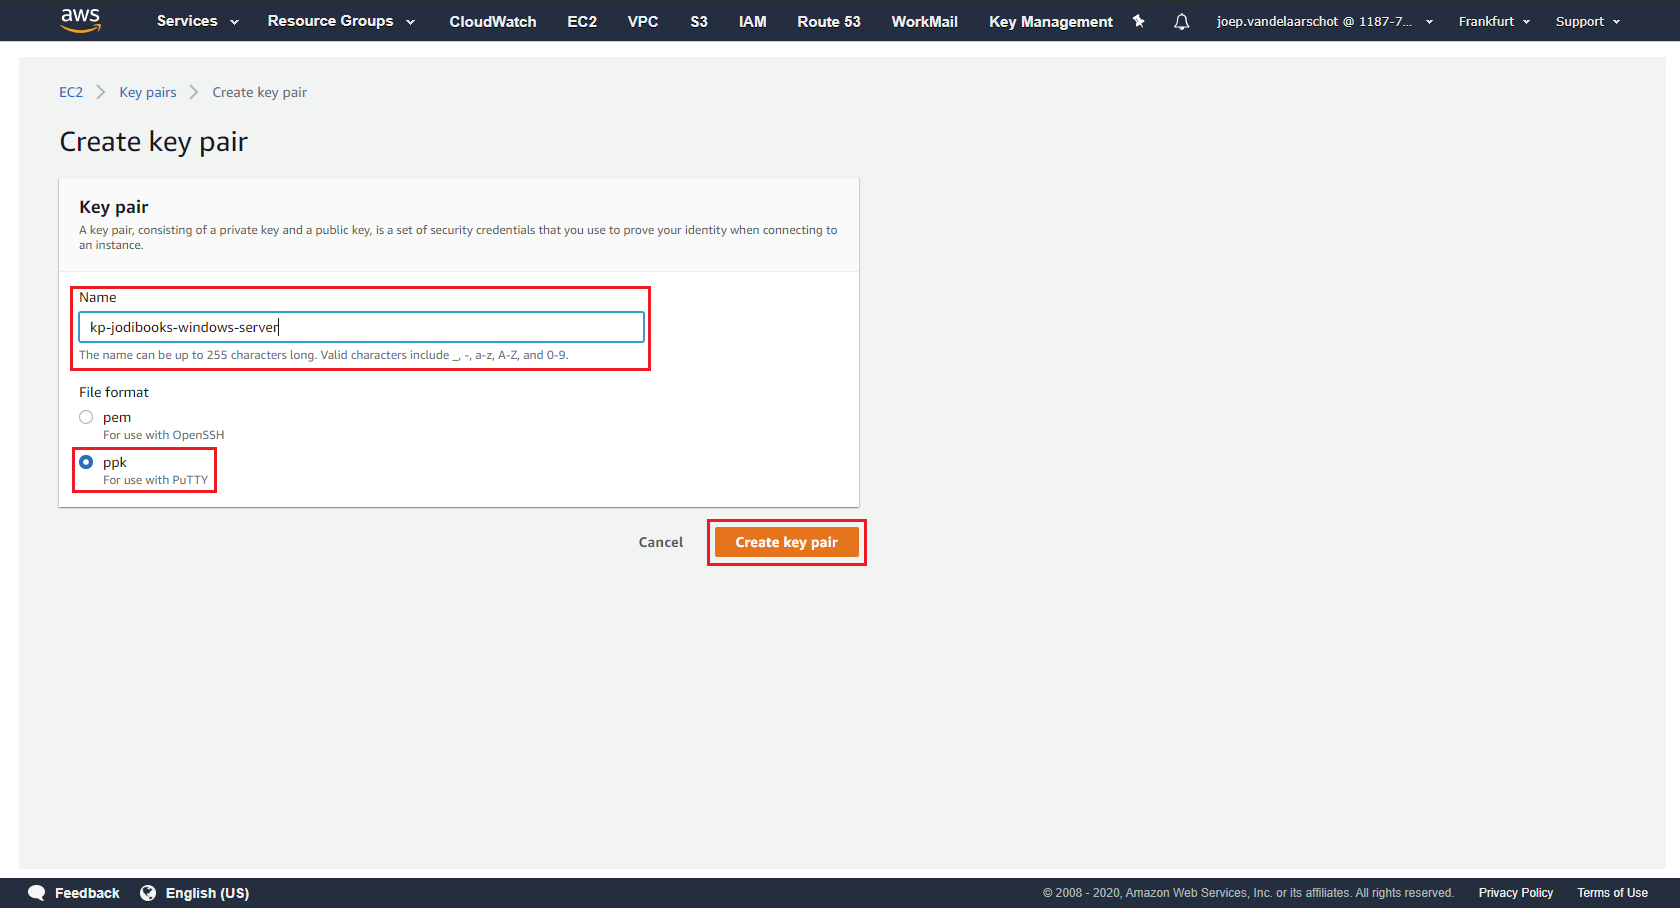 aws Services Resource Groups CloudWatch EC2 VPC S3 IAM Route 53 WorkMail Key Management joep.vandelaarschot @ 1187-7... Frankfurt Support
EC2 Key pairs Create key pair
Create key pair
Key pair
A key pair, consisting of a private key and a public key, is a set of security credentials that you use to prove your identity when connecting to
an instance.
Name
kp-jodibooks-windows-server
The name can be up to 255 characters long. Valid characters include _, -, a-z, A-Z, and 0-9.
File format
pem
For use with OpenSSH
ppk
For use with PuTTY
Cancel Create key pair
Feedback English (US) © 2008 - 2020, Amazon Web Services, Inc. or its affiliates. All rights reserved. Privacy Policy Terms of Use